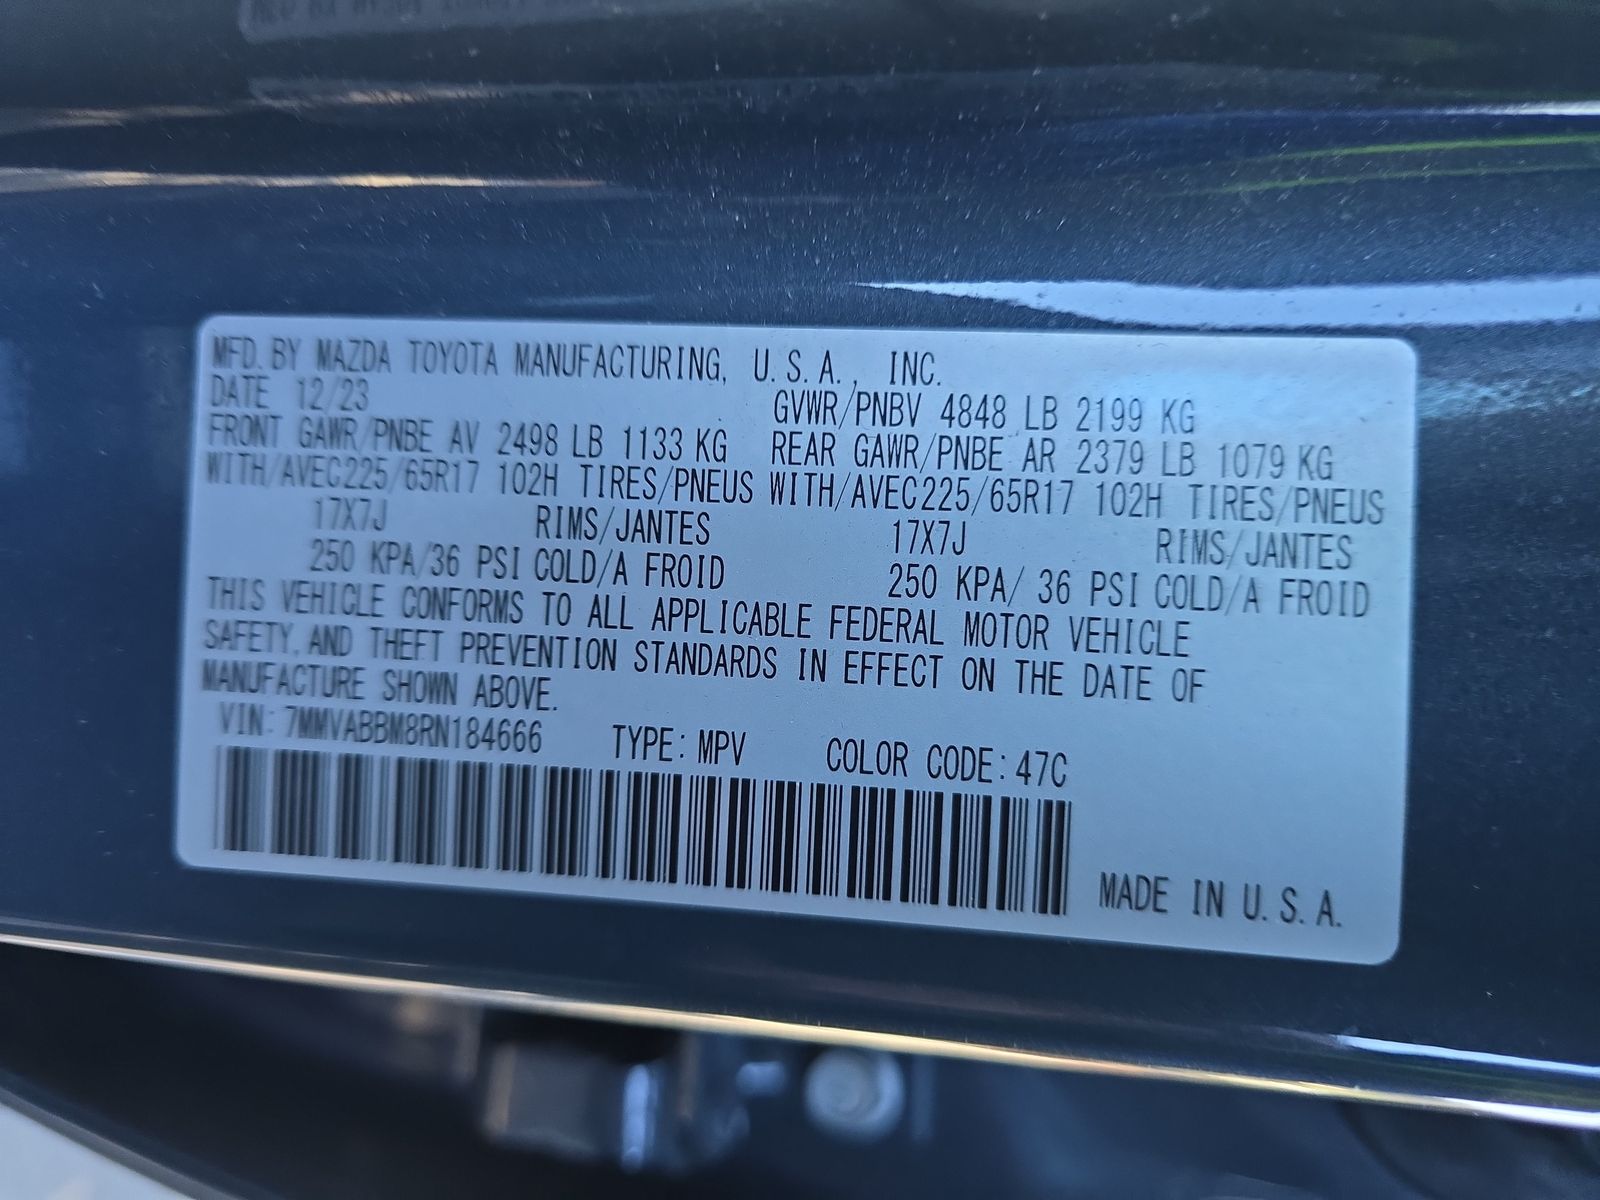 MFD. BY MAZDA TOYOTA MANUFACTURING, U.S.A., INC.
DATE 12/23 GVWR/PNBV 4848 LB 2199 KG
FRONT GAWR/PNBE AV 2498 LB 1133 KG REAR GAWR/PNBE AR 2379 LB 1079 KG
WITH/AVEC225/65R17 102H TIRES/PNEUS WITH/AVEC225/65R17 102H TIRES/PNEUS
17X7J RIMS/JANTES 17X7J RIMS/JANTES
250 KPA/36 PSI COLD/A FROID 250 KPA/ 36 PSI COLD/A FROID
THIS VEHICLE CONFORMS TO ALL APPLICABLE FEDERAL MOTOR VEHICLE
SAFETY, AND THEFT PREVENTION STANDARDS IN EFFECT ON THE DATE OF
MANUFACTURE SHOWN ABOVE.
VIN: 7MMVABBM8RN184666 TYPE: MPV COLOR CODE: 47C
MADE IN U.S.A.